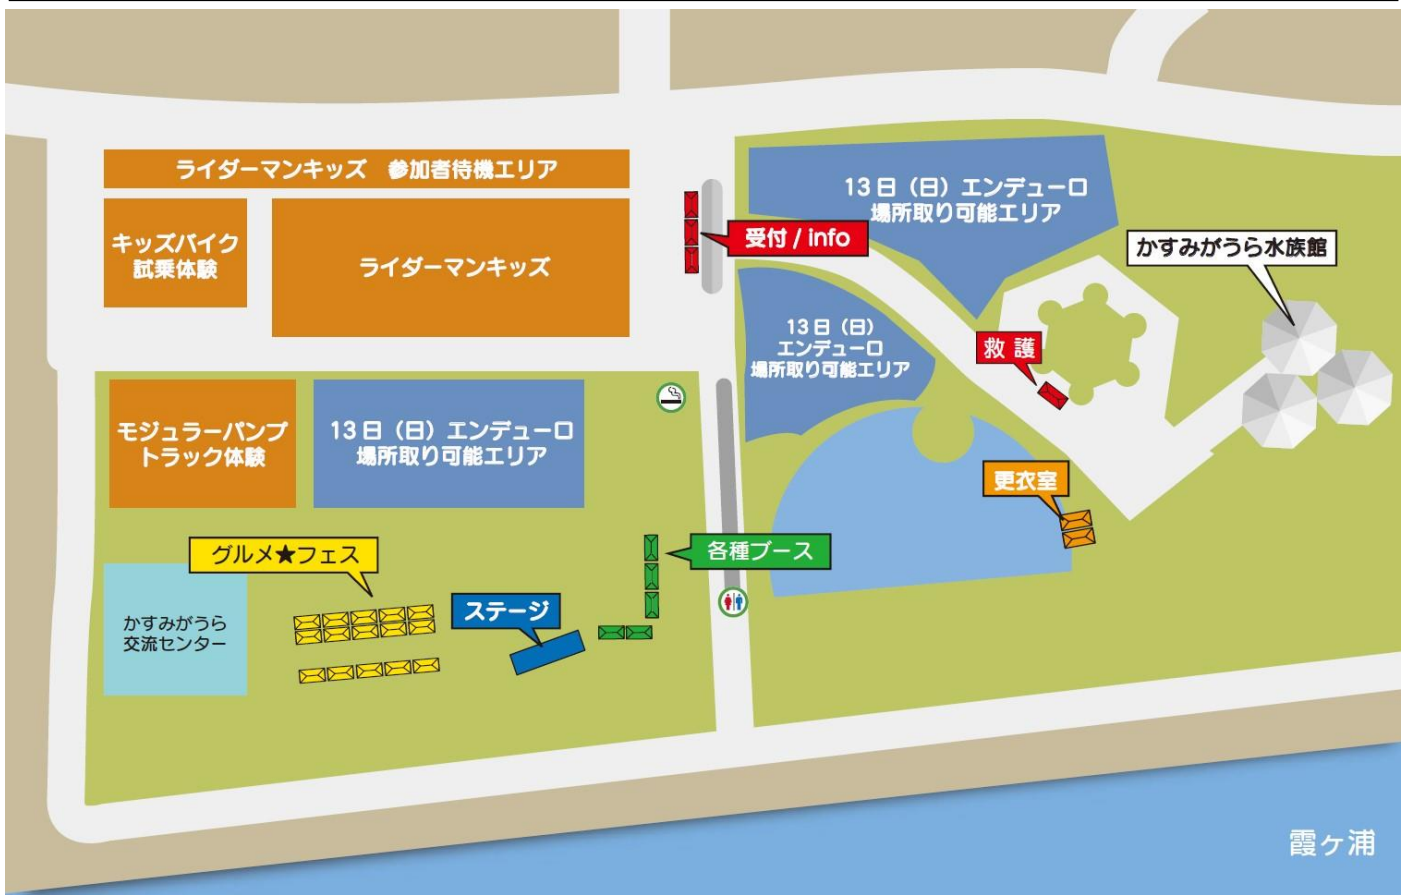 ライダーマンキッズ 参加者待機エリア
キッズバイク
試乗体験
ライダーマンキッズ
受付 / info
13日（日）エンデューロ
場所取り可能エリア
かすみがうら水族館
13日（日）
エンデューロ
場所取り可能エリア
救護
モジュラーパンプ
トラック体験
13日（日）エンデューロ
場所取り可能エリア
更衣室
グルメ★フェス
各種ブース
ステージ
かすみがうら
交流センター
霞ヶ浦